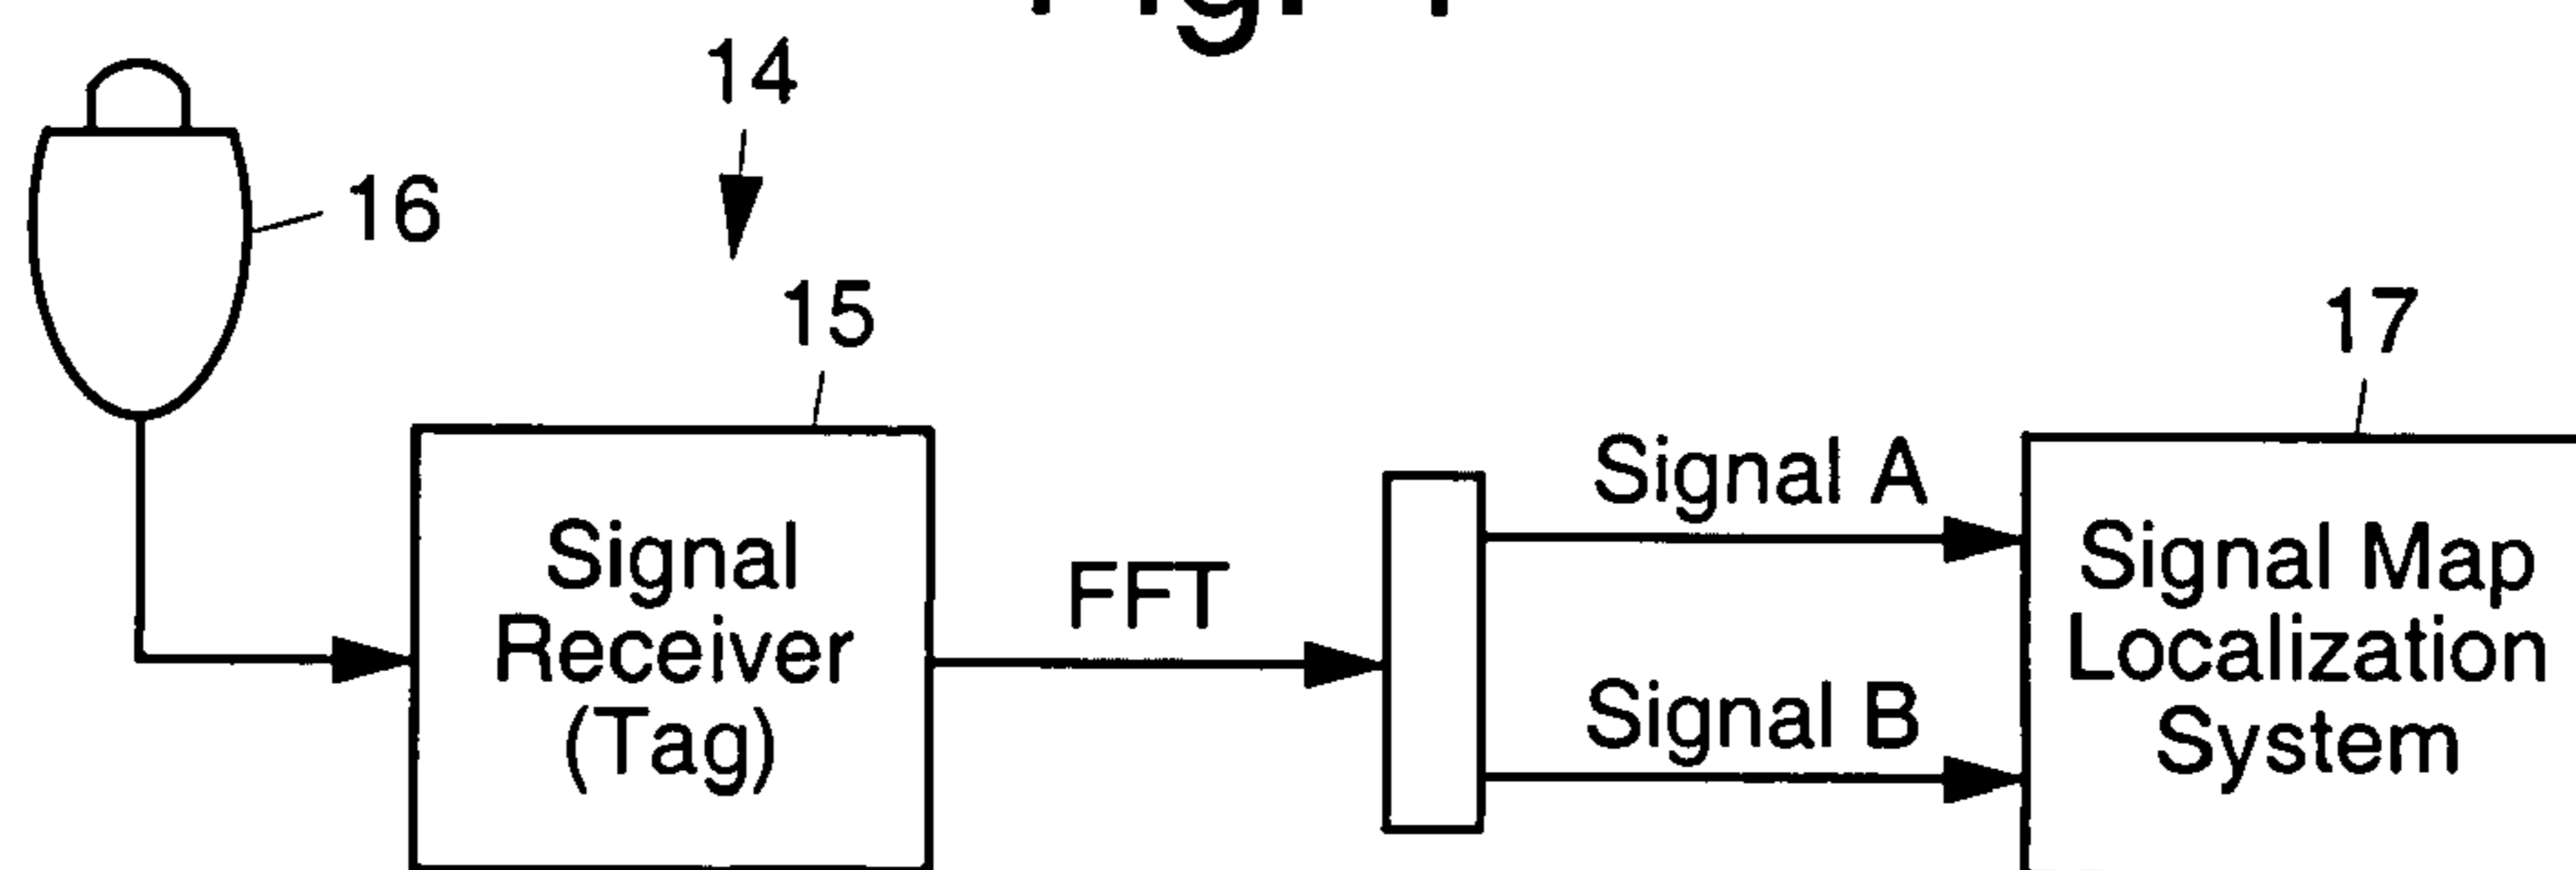 14
16
15
17
Signal A
Signal
Receiver
(Tag)
FFT
Signal B
Signal Map
Localization
System